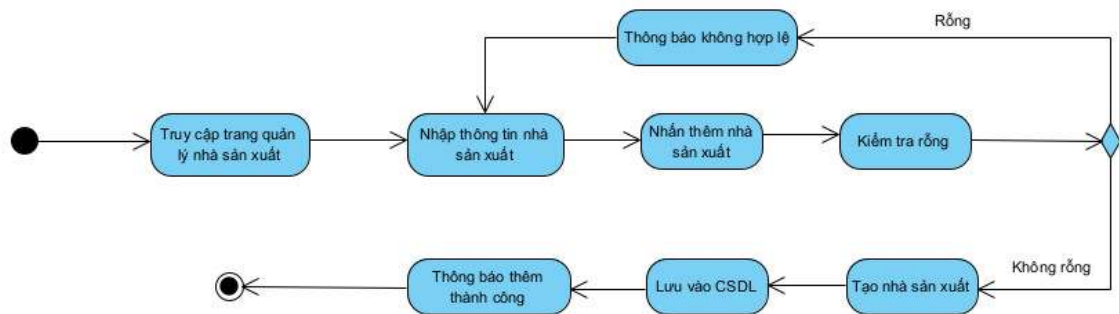 Rỗng
Thông báo không hợp lệ
Truy cập trang quản
lý nhà sản xuất
Nhập thông tin nhà
sản xuất
Nhấn thêm nhà
sản xuất
Kiểm tra rỗng
Không rỗng
Thông báo thêm
thành công
Lưu vào CSDL
Tạo nhà sản xuất